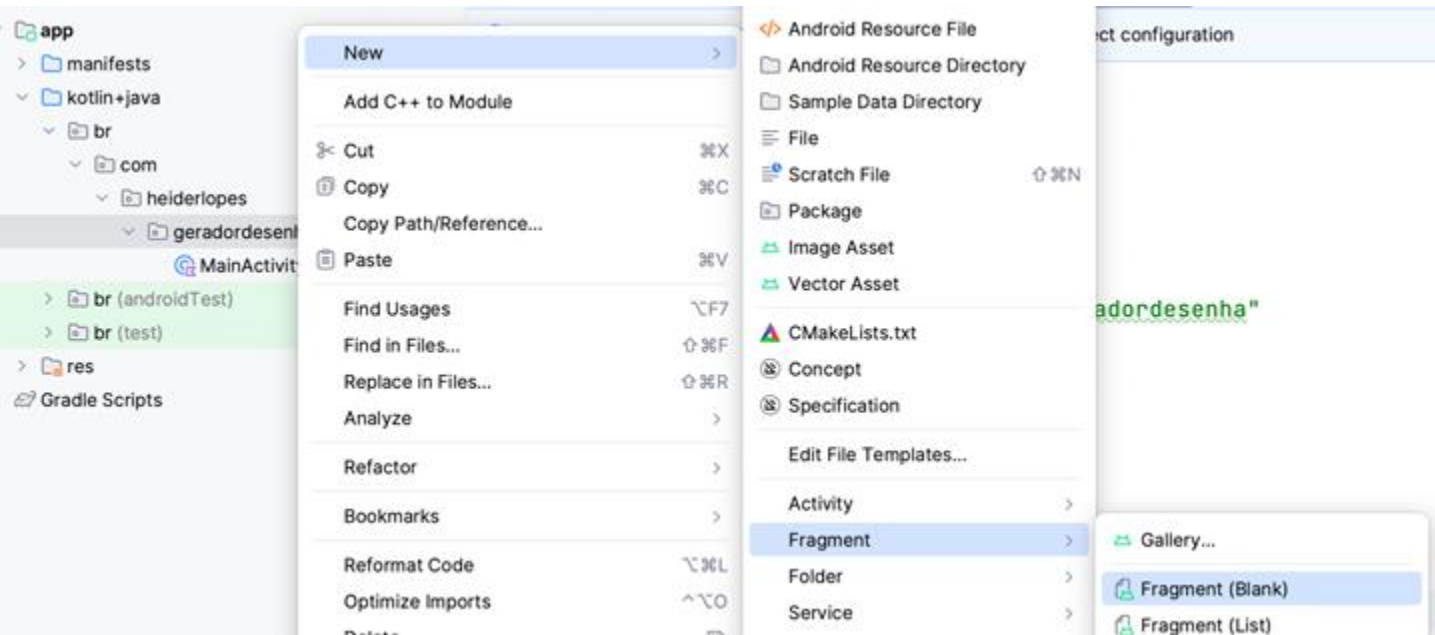 app
manifests
kotlin+java
br
com
heiderlopes
MainActivit
br (androidTest)
br (test)
res
Gradle Scripts
New
Add C++ to Module
Cut ⌘X
Copy ⌘C
Copy Path/Reference...
Paste ⌘V
Find Usages ⌥F7
Find in Files... ⇧⌘F
Replace in Files... ⇧⌘R
Analyze
Refactor
Bookmarks
Reformat Code ⌥⌘L
Optimize Imports ^⌥O
Android Resource File
Android Resource Directory
Sample Data Directory
File
Scratch File ⇧⌘N
Package
Image Asset
Vector Asset
CMakeLists.txt
Concept
Specification
Edit File Templates...
Activity
Fragment
Folder
Service
Gallery...
Fragment (Blank)
Fragment (List)
ct configuration
adordesenha"